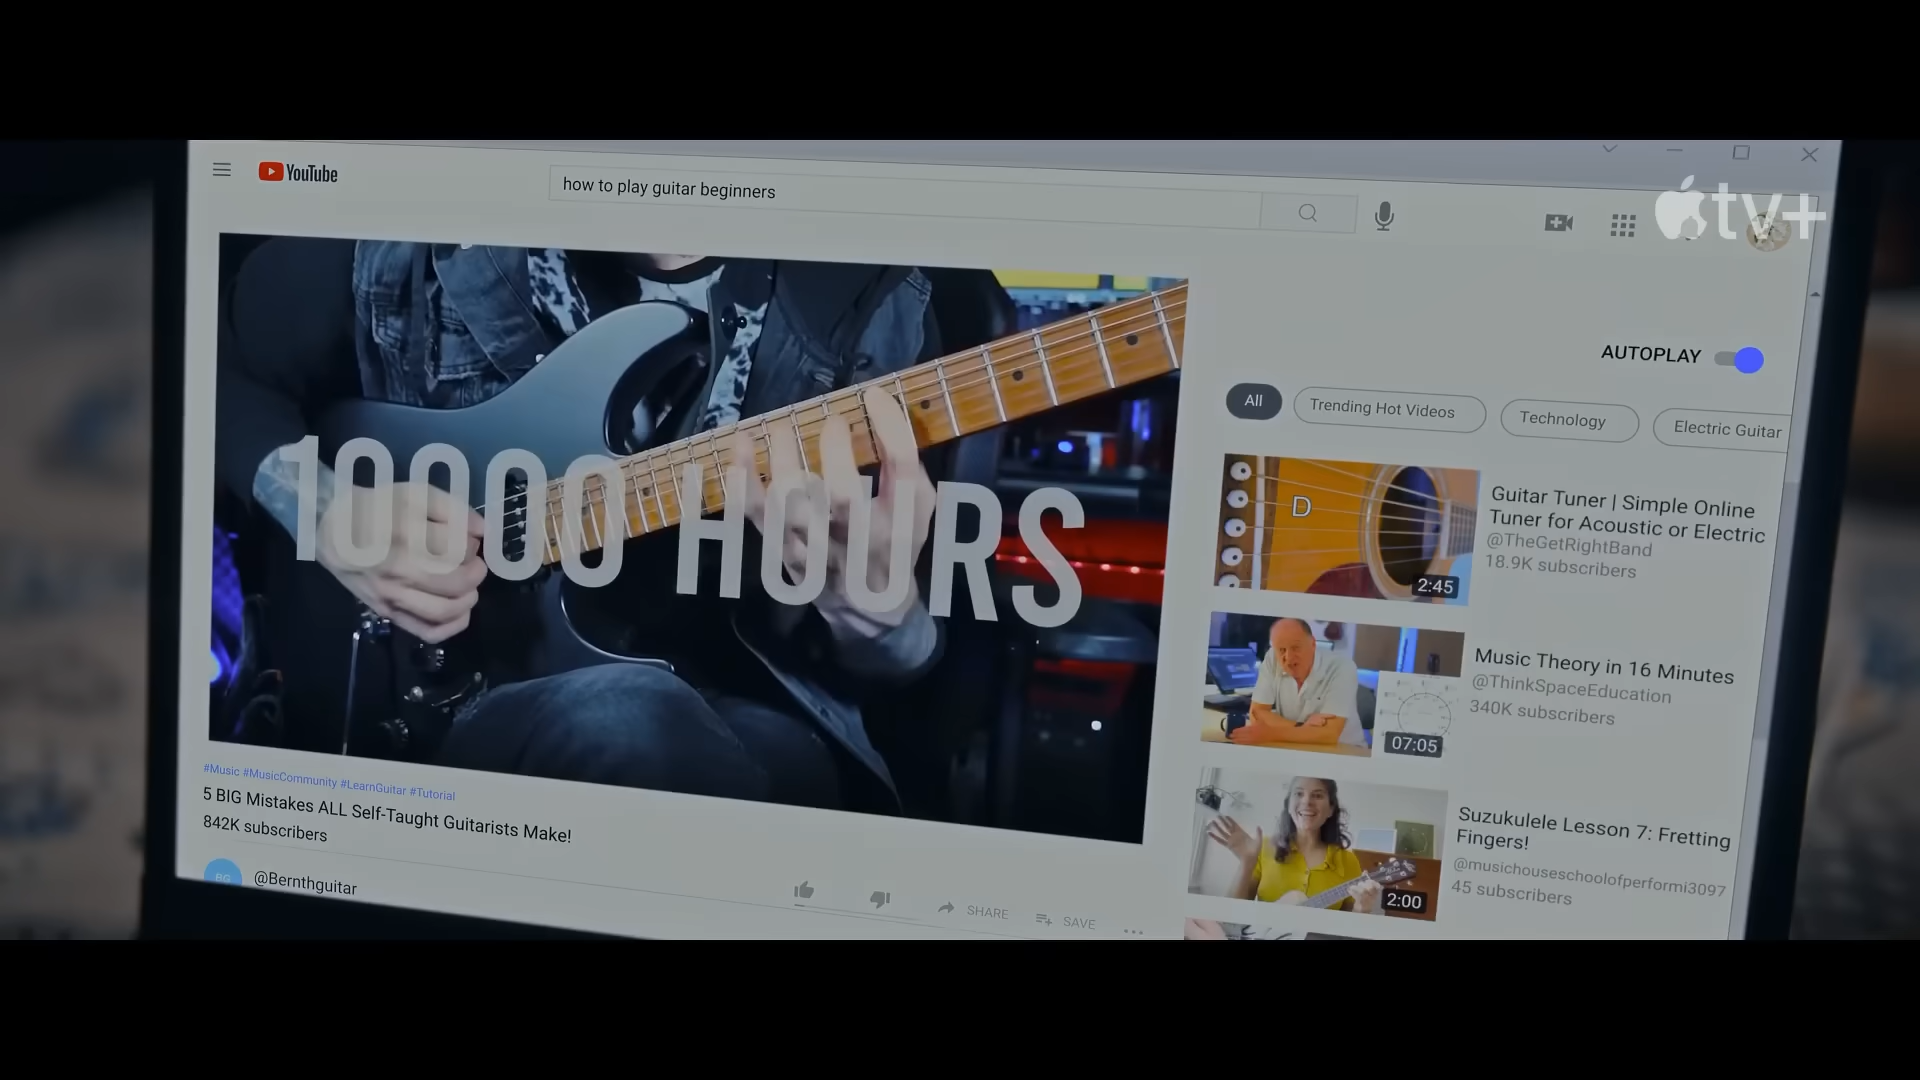 YouTube
how to play guitar beginners
tv+
10000 HOURS
AUTOPLAY
All
Trending Hot Videos
Technology
Electric Guitar
D
2:45
Guitar Tuner | Simple Online
Tuner for Acoustic or Electric
@TheGetRightBand
18.9K subscribers
07:05
Music Theory in 16 Minutes
@ThinkSpaceEducation
340K subscribers
2:00
Suzukulele Lesson 7: Fretting
Fingers!
@musichouseschoolofperformi3097
45 subscribers
#Music #MusicCommunity #LearnGuitar #Tutorial
5 BIG Mistakes ALL Self-Taught Guitarists Make!
842K subscribers
BG
@Bernthguitar
SHARE
SAVE